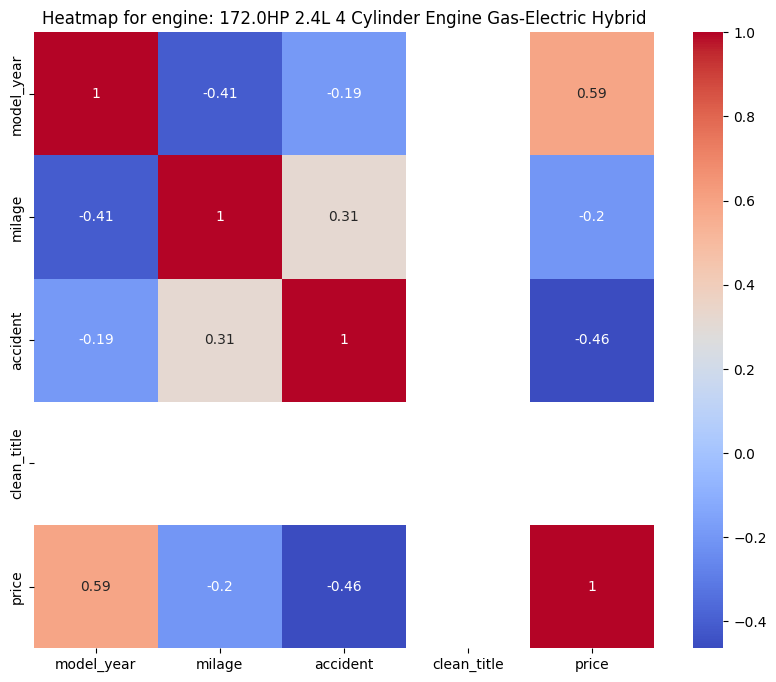 Heatmap for engine: 172.0HP 2.4L 4 Cylinder Engine Gas-Electric Hybrid
model_year
1
-0.41
-0.19
0.59
milage
-0.41
1
0.31
-0.2
accident
-0.19
0.31
1
-0.46
clean_title
price
0.59
-0.2
-0.46
1
model_year
milage
accident
clean_title
price
1.0
0.8
0.6
0.4
0.2
0.0
-0.2
-0.4